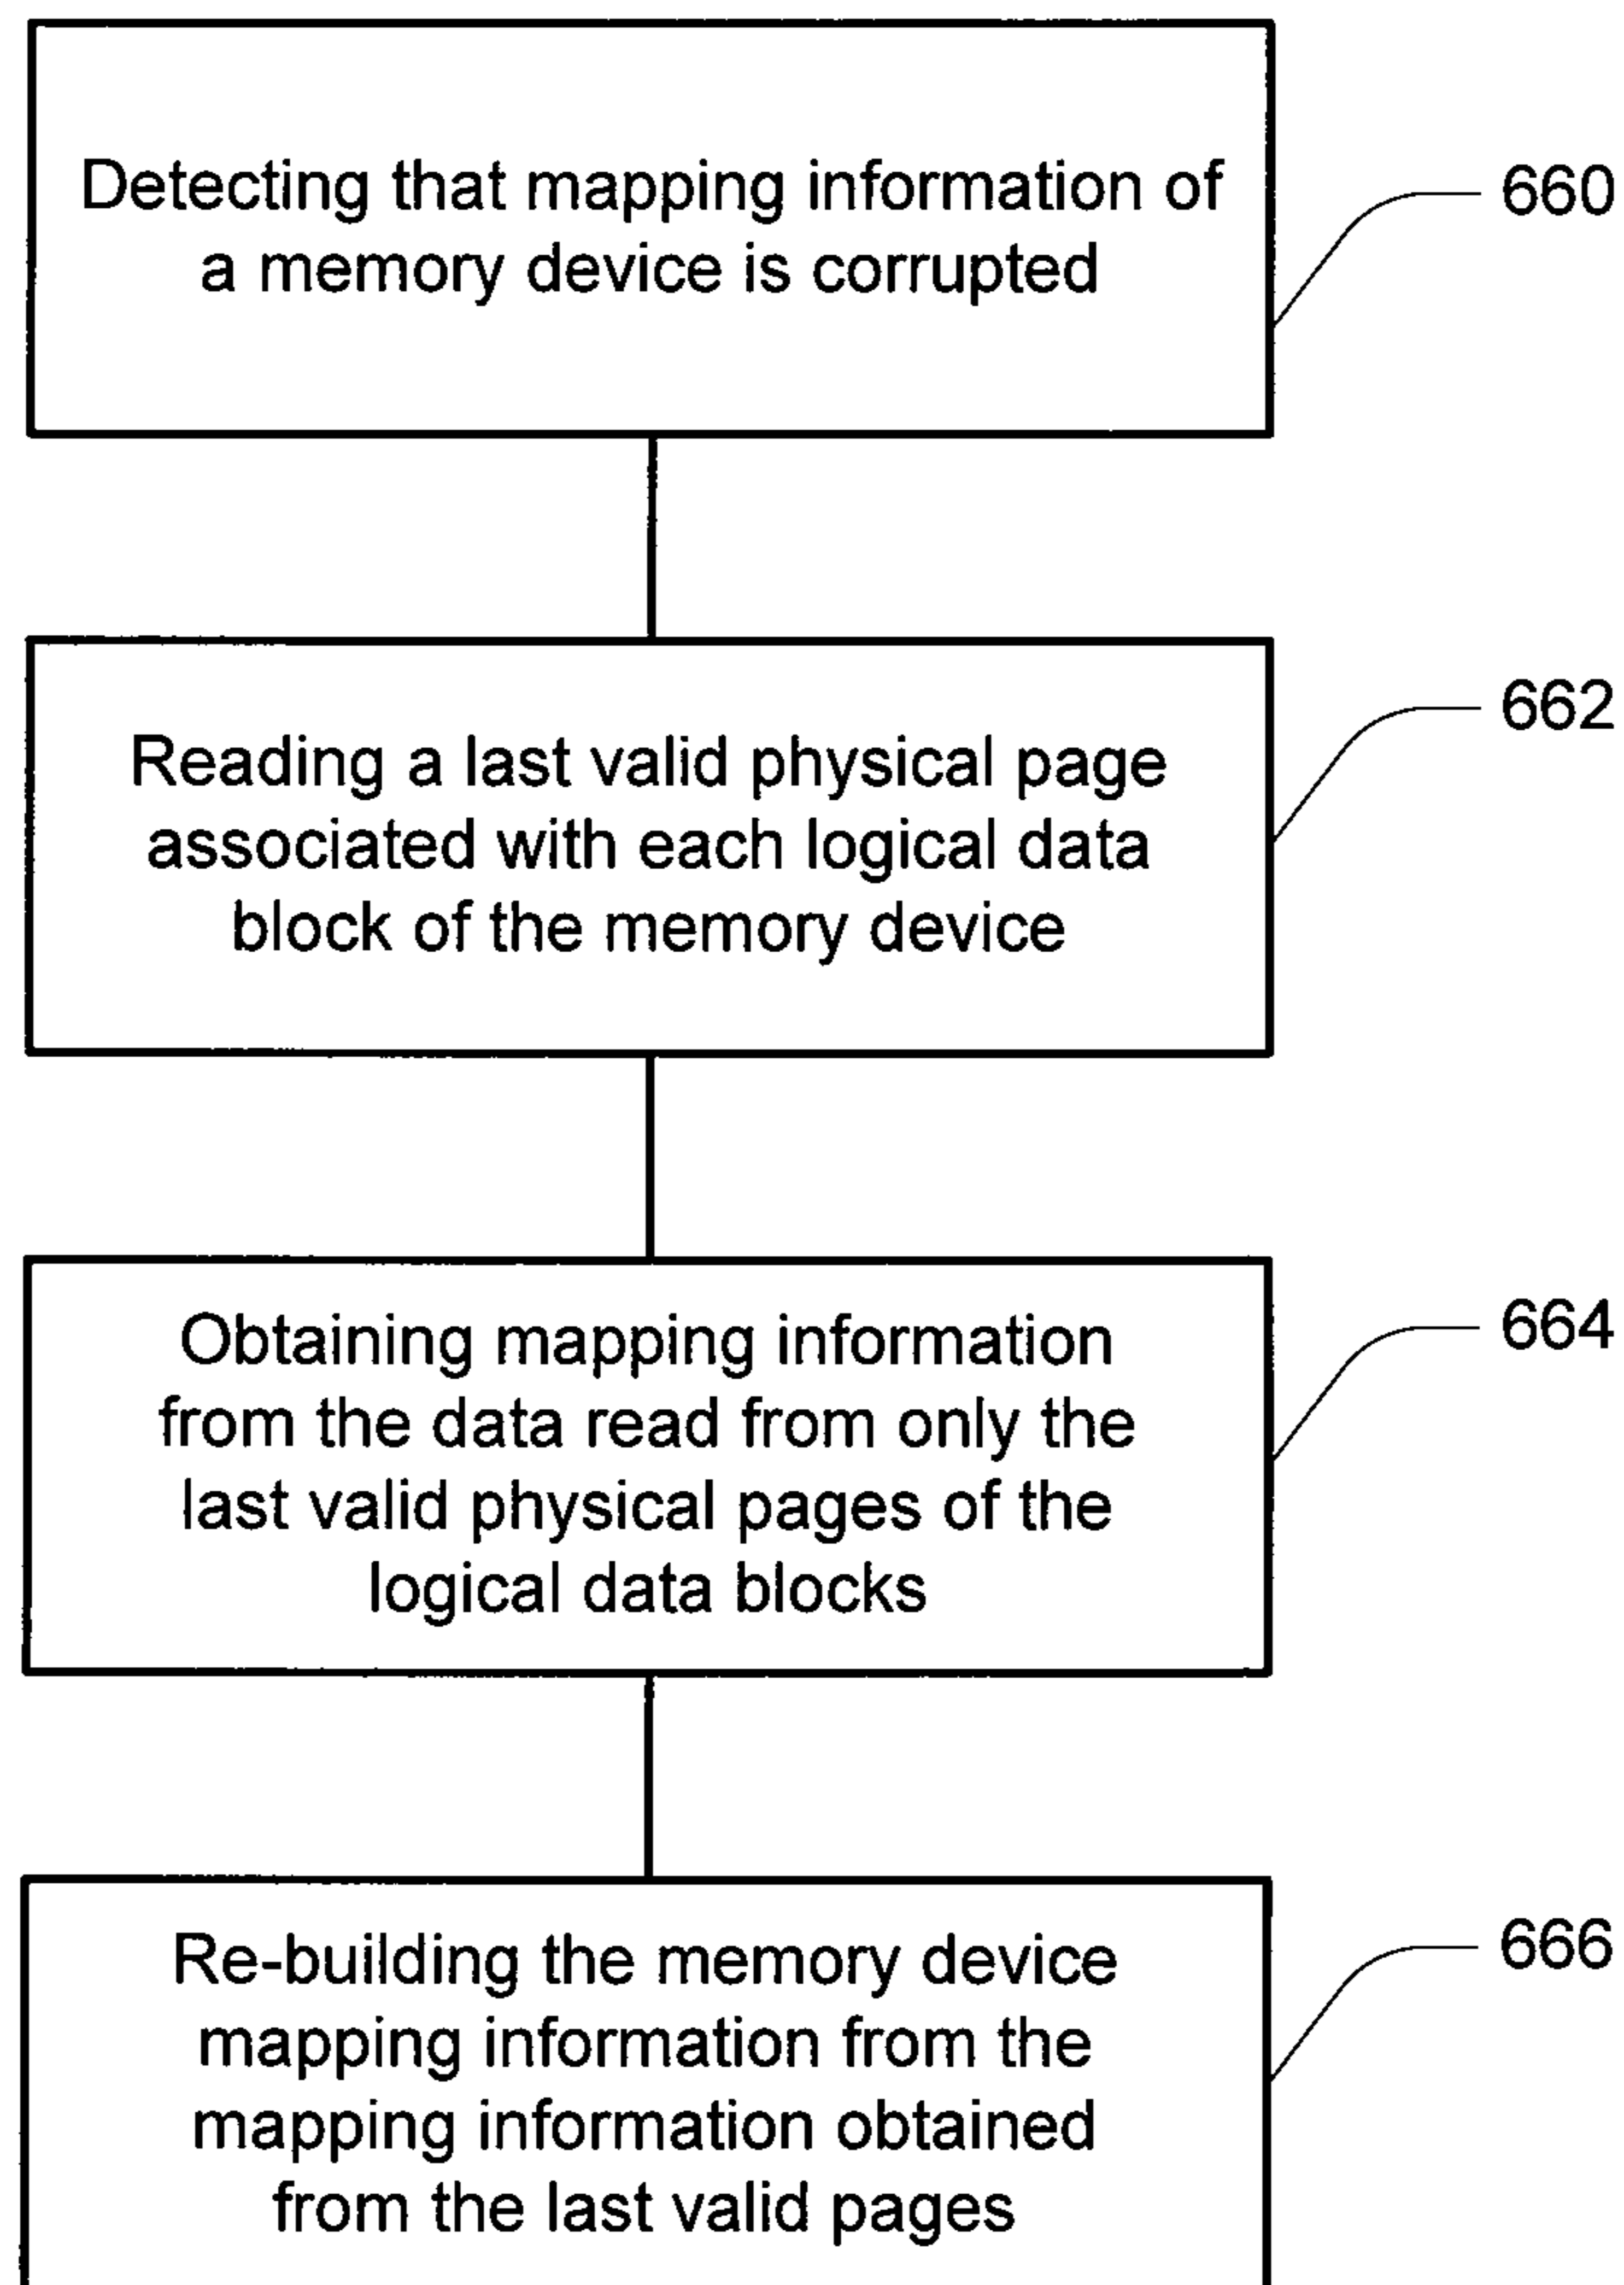 Detecting that mapping information of
a memory device is corrupted
660
Reading a last valid physical page
associated with each logical data
block of the memory device
662
Obtaining mapping information
from the data read from only the
last valid physical pages of the
logical data blocks
664
Re-building the memory device
mapping information from the
mapping information obtained
from the last valid pages
666